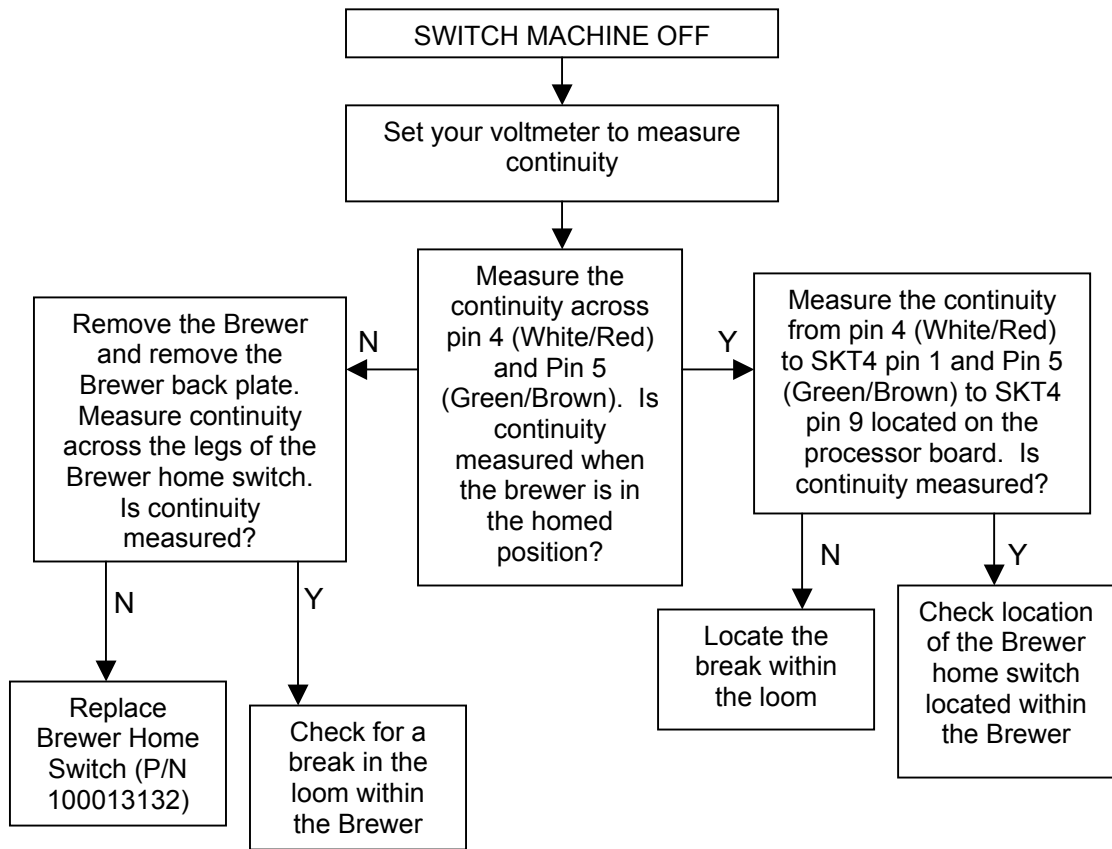 SWITCH MACHINE OFF
Set your voltmeter to measure
continuity
Measure the
continuity across
pin 4 (White/Red)
and Pin 5
(Green/Brown).  Is
continuity
measured when
the brewer is in
the homed
position?
N
Y
Remove the Brewer
and remove the
Brewer back plate.
Measure continuity
across the legs of the
Brewer home switch.
Is continuity
measured?
Measure the continuity
from pin 4 (White/Red)
to SKT4 pin 1 and Pin 5
(Green/Brown) to SKT4
pin 9 located on the
processor board.  Is
continuity measured?
N
Y
N
Y
Replace
Brewer Home
Switch (P/N
100013132)
Check for a
break in the
loom within
the Brewer
Locate the
break within
the loom
Check location
of the Brewer
home switch
located within
the Brewer